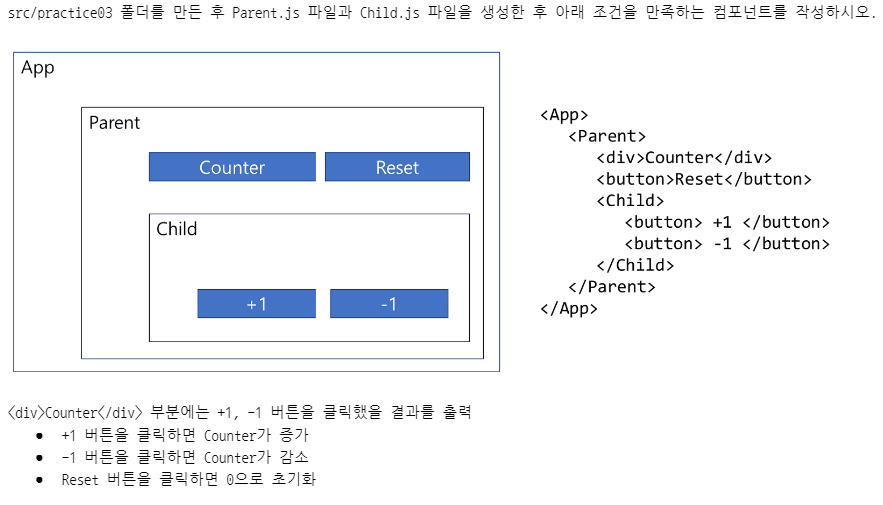 src/practice03 폴더를 만든 후 Parent.js 파일과 Child.js 파일을 생성한 후 아래 조건을 만족하는 컴포넌트를 작성하시오.
App
Parent
Counter
Reset
Child
+1
-1
<App>
<Parent>
<div>Counter</div>
<button>Reset</button>
<Child>
<button> +1 </button>
<button> -1 </button>
</Child>
</Parent>
</App>
<div>Counter</div> 부분에는 +1, -1 버튼을 클릭했을 결과를 출력
● +1 버튼을 클릭하면 Counter가 증가
● -1 버튼을 클릭하면 Counter가 감소
● Reset 버튼을 클릭하면 0으로 초기화